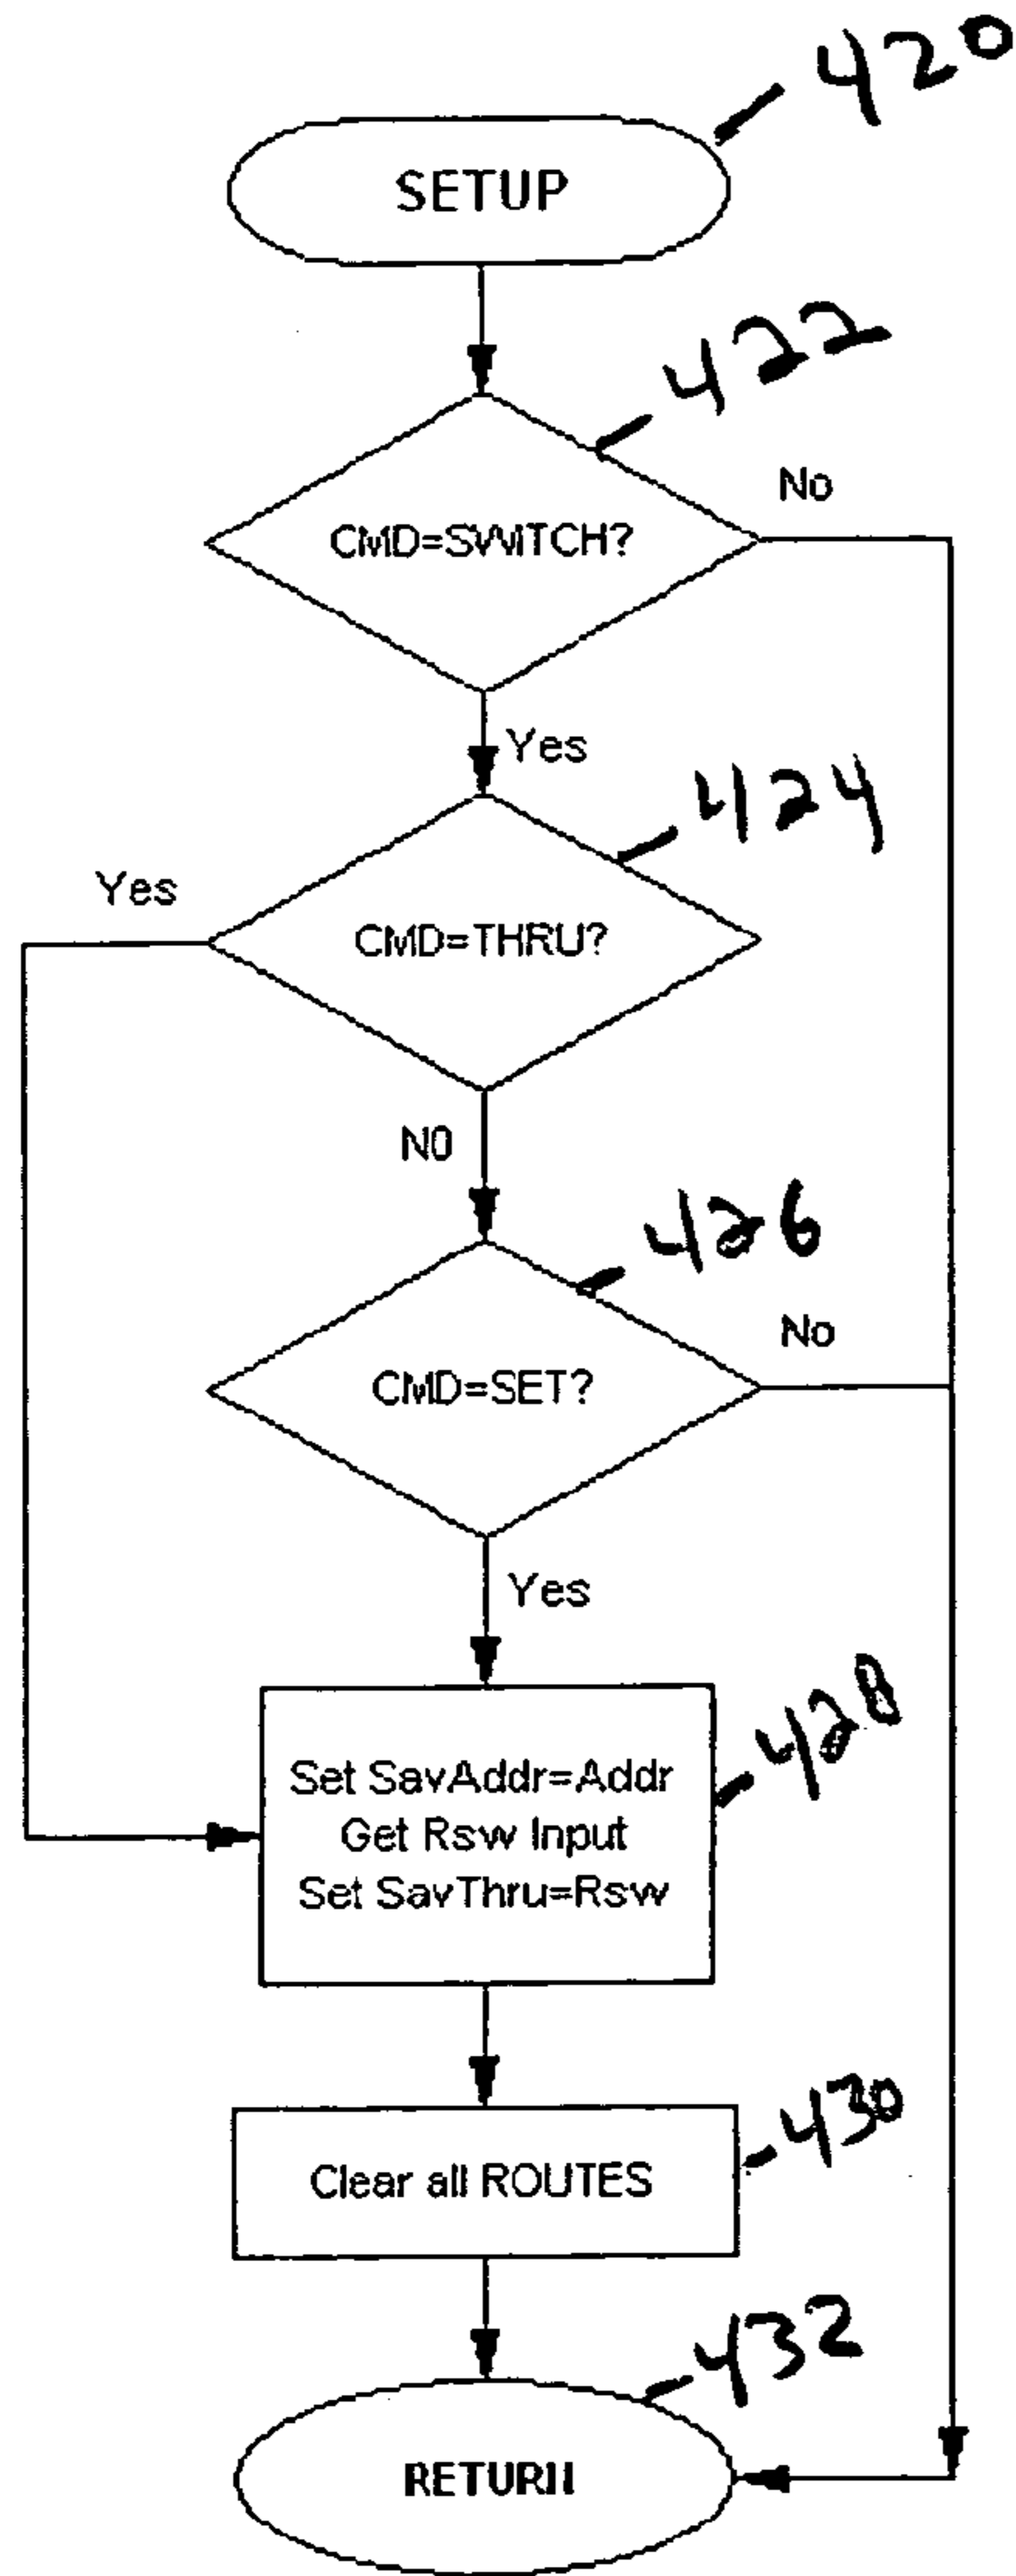 420
SETUP
422
No
CMD=SWITCH?
Yes
424
Yes
CMD=THRU?
N0
426
No
CMD=SET?
Yes
428
Set SavAddr=Addr
Get Rsw Input
Set SavThru=Rsw
430
Clear all ROUTES
432
RETURN